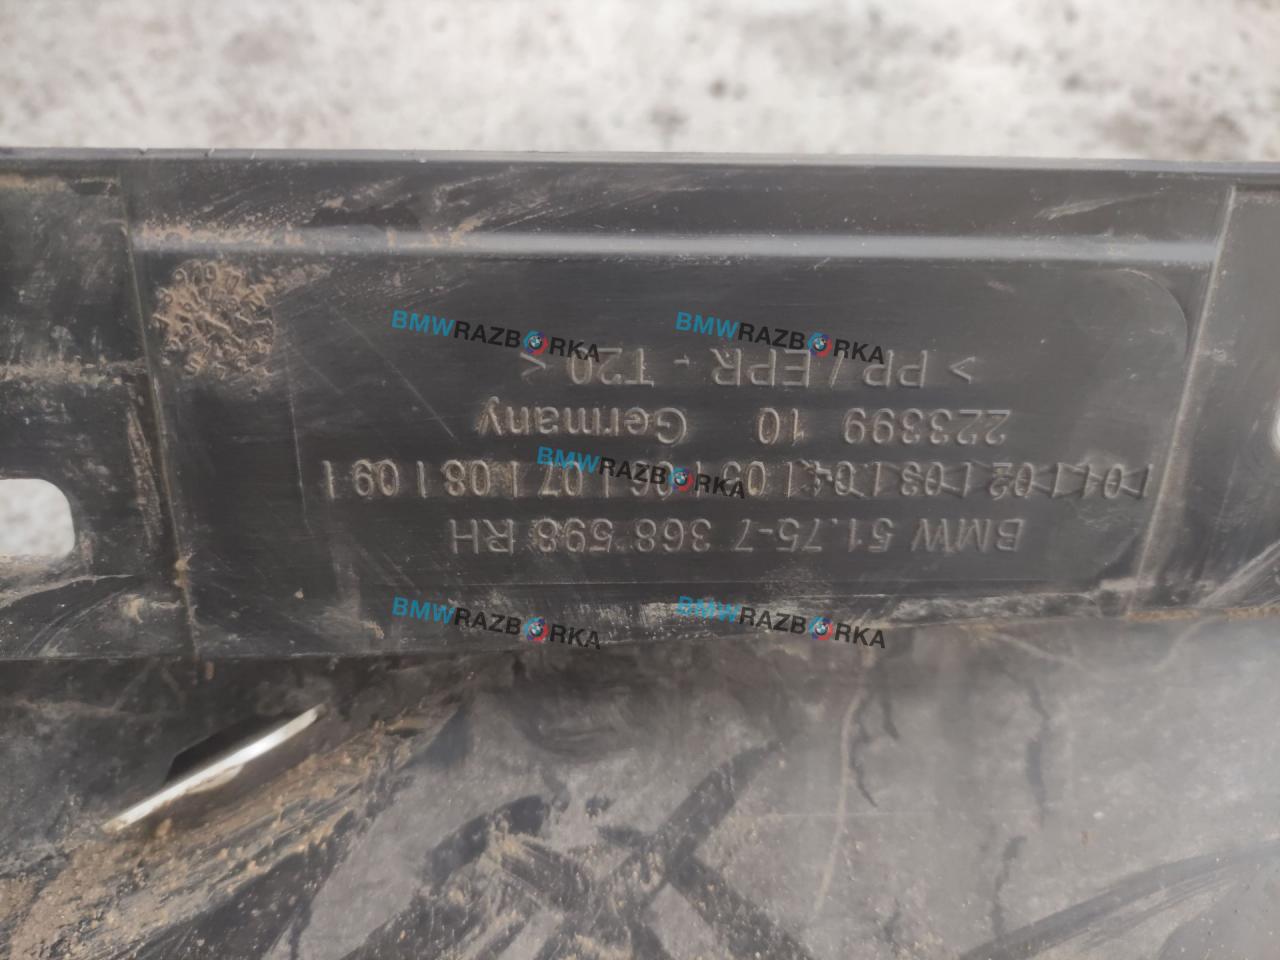 BMW 51.75-7 368 598 RH
223399 10 Germany
> PP / EPR - T20 <
BMWRAZBORKA
BMWRAZBORKA
BMWRAZBORKA
BMWRAZBORKA
BMWRAZBORKA